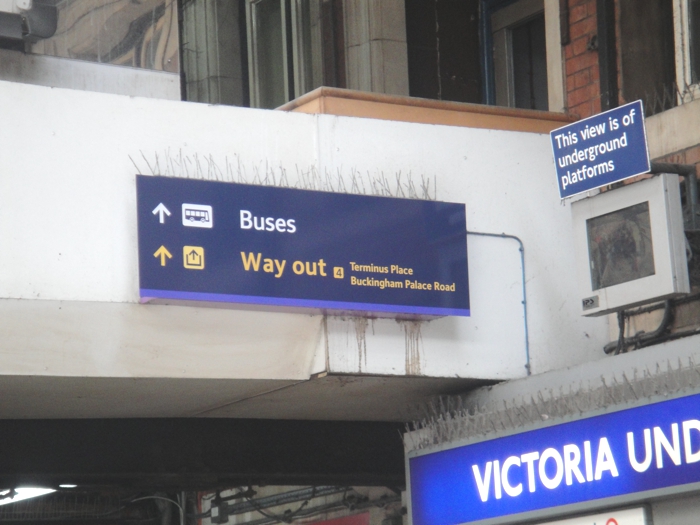 This view is of
underground
platforms
Buses
Way out 4 Terminus Place
Buckingham Palace Road
VICTORIA UND